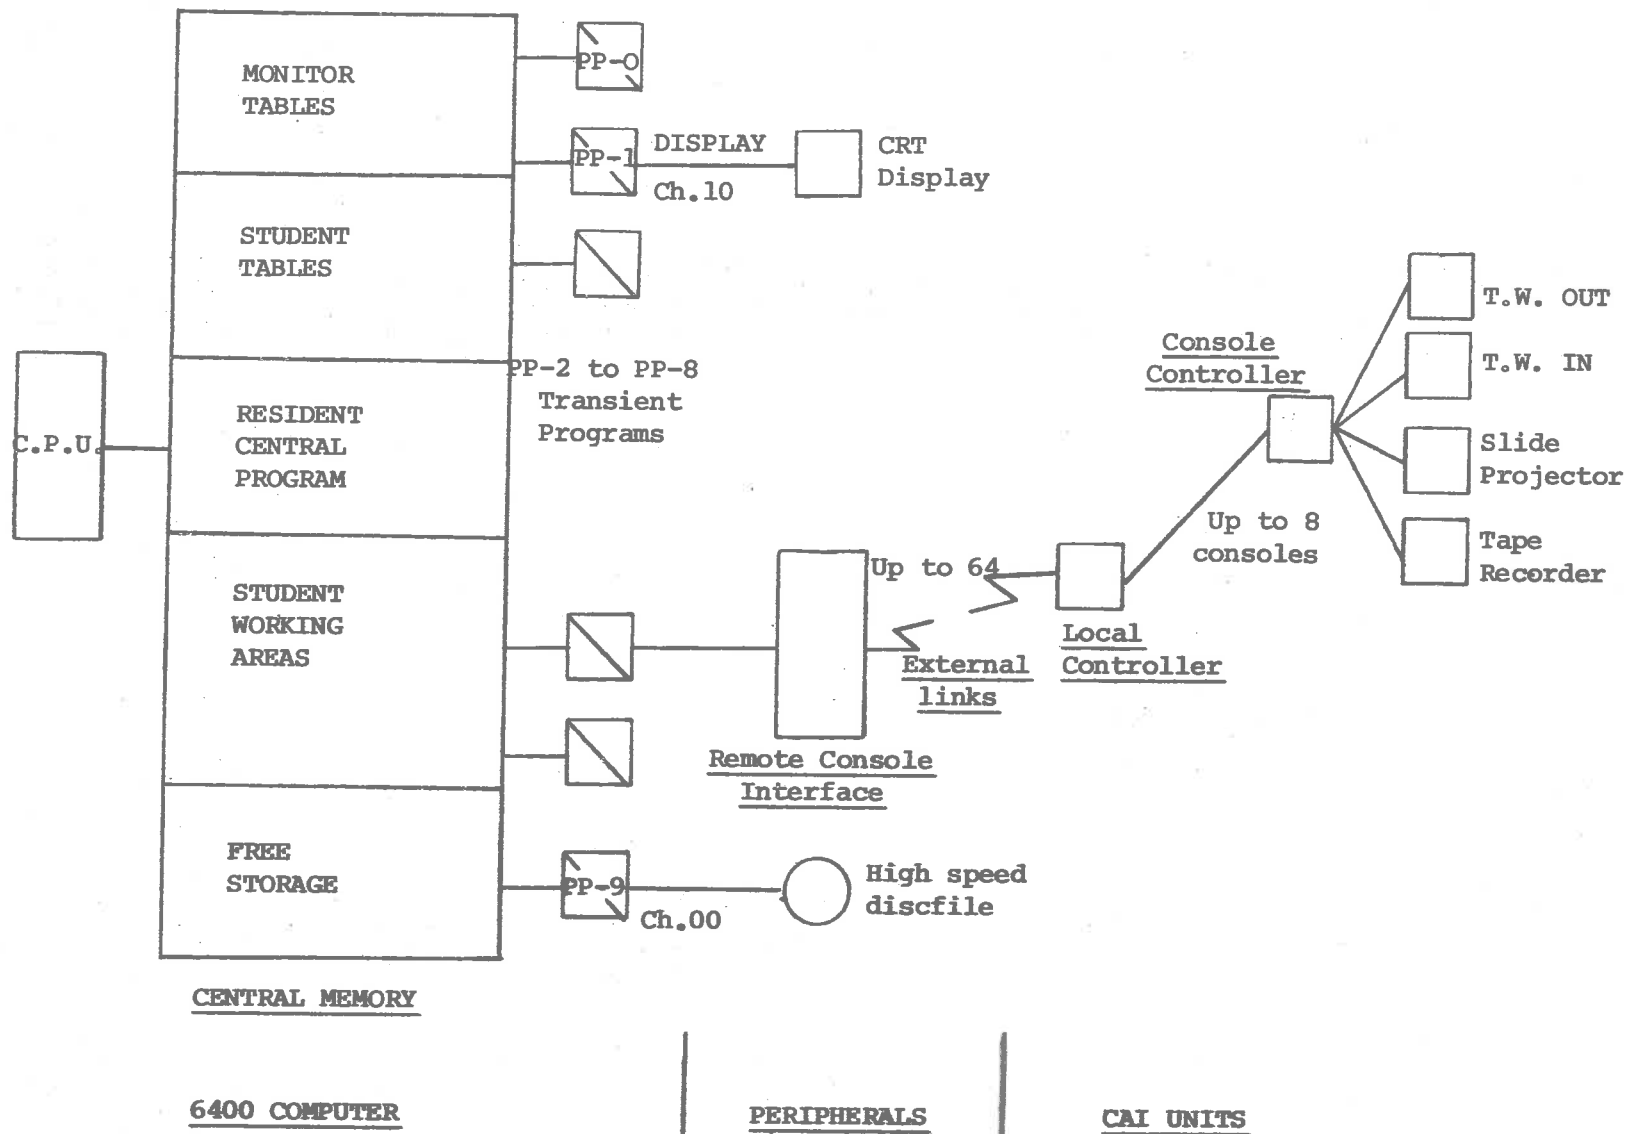 MONITOR
TABLES
PP-0
PP-1
DISPLAY
Ch.10
CRT
Display
STUDENT
TABLES
PP-2 to PP-8
Transient
Programs
C.P.U.
RESIDENT
CENTRAL
PROGRAM
STUDENT
WORKING
AREAS
Remote Console
Interface
Up to 64
External
links
Local
Controller
Up to 8
consoles
Console
Controller
T.W. OUT
T.W. IN
Slide
Projector
Tape
Recorder
FREE
STORAGE
PP-9
Ch.00
High speed
discfile
CENTRAL MEMORY
6400 COMPUTER
PERIPHERALS
CAI UNITS